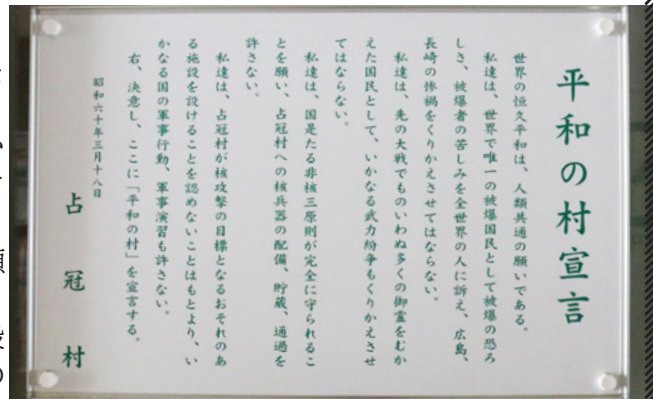 平和の村宣言
世界の恒久平和は、人類共通の願いである。
私達は、世界で唯一の被爆国民として被爆の恐ろ
しさ、被爆者の苦しみを全世界の人に訴え、広島、
長崎の惨禍をくりかえさせてはならない。
私達は、先の大戦でものいわぬ多くの御霊をむか
えた国民として、いかなる武力紛争もくりかえさせ
てはならない。
私達は、国是たる非核三原則が完全に守られるこ
とを願い、占冠村への核兵器の配備、貯蔵、通過を
許さない。
私達は、占冠村が核攻撃の目標となるおそれのあ
る施設を設けることを認めないことはもとより、い
かなる国の軍事行動、軍事演習も許さない。
右、決意し、ここに「平和の村」を宣言する。
昭和六十年三月十八日
占冠村